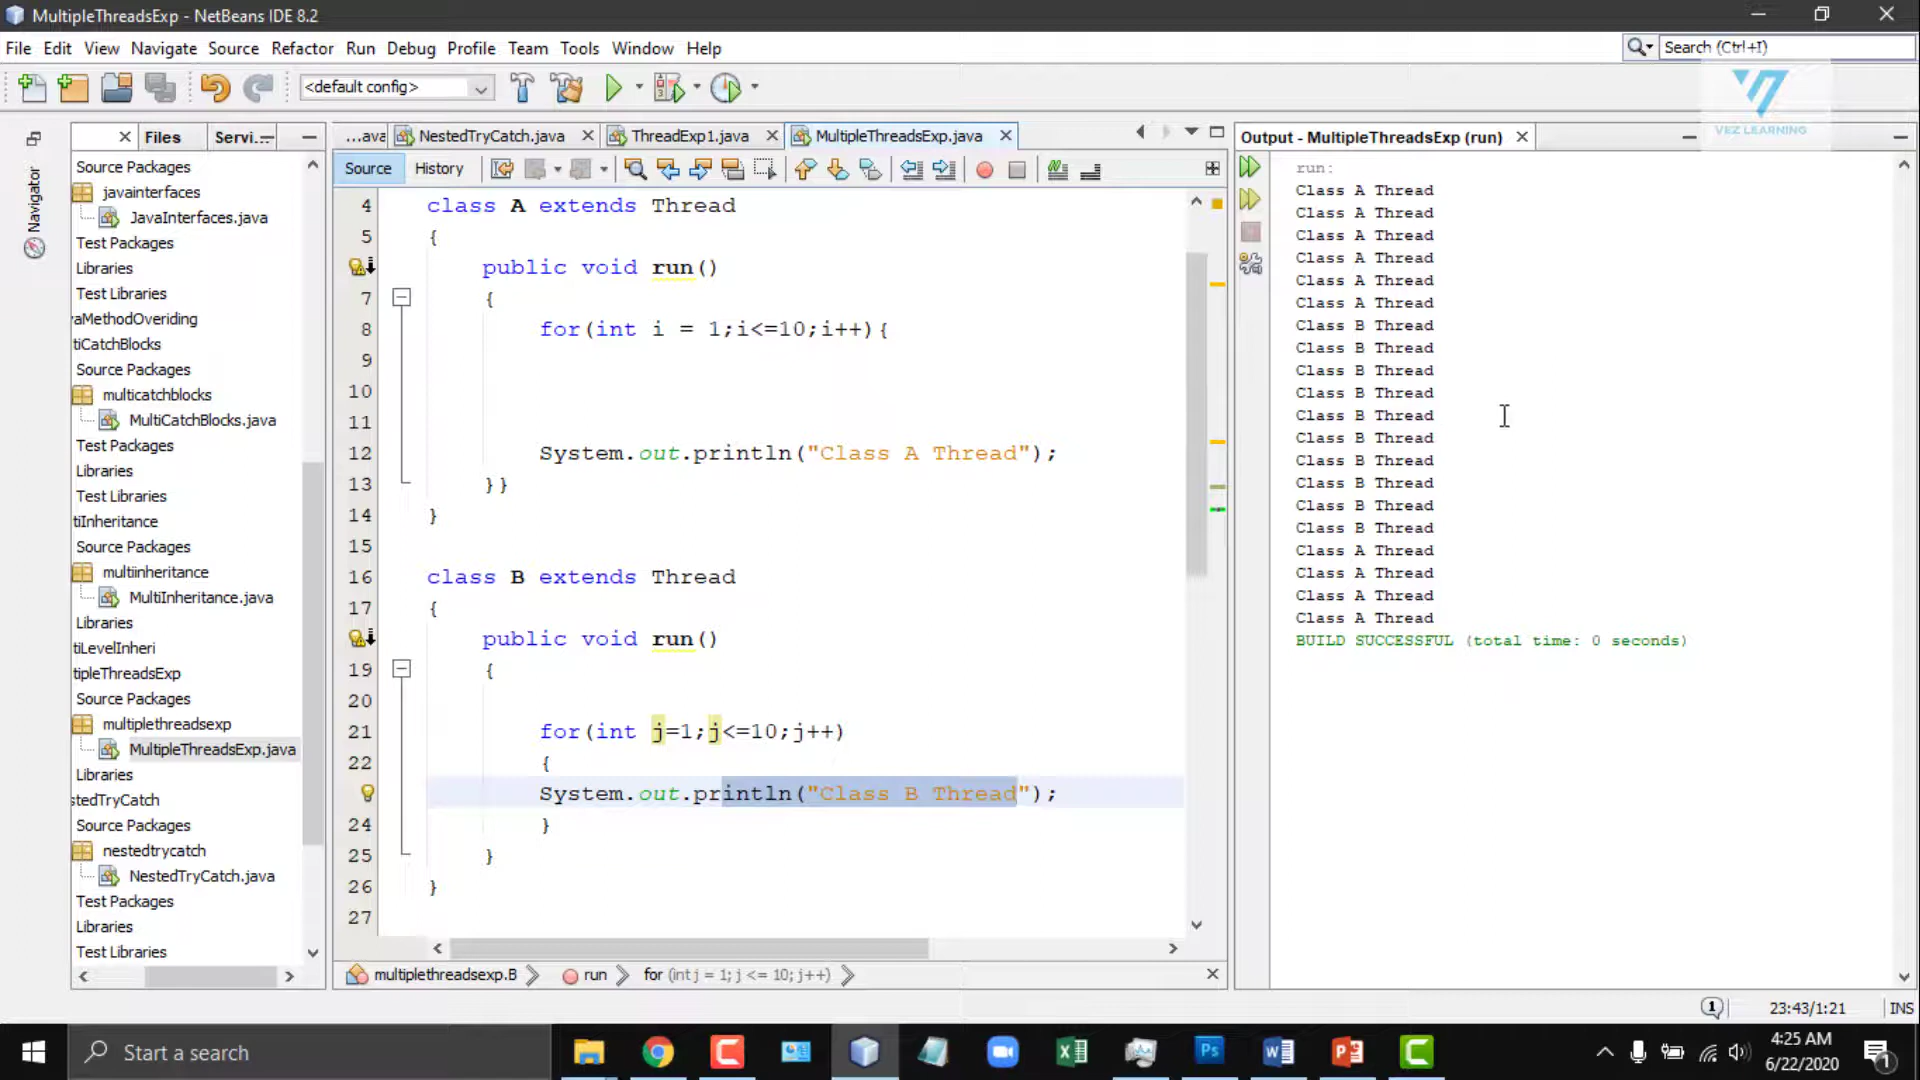 MultipleThreadsExp - NetBeans IDE 8.2
File Edit View Navigate Source Refactor Run Debug Profile Team Tools Window Help
Search (Ctrl+I)
<default config>
VEZ LEARNING
Navigator
Files
Servi...
Source Packages
javainterfaces
JavaInterfaces.java
Test Packages
Libraries
Test Libraries
vaMethodOveriding
tiCatchBlocks
Source Packages
multicatchblocks
MultiCatchBlocks.java
Test Packages
Libraries
Test Libraries
tiInheritance
Source Packages
multiinheritance
MultiInheritance.java
Libraries
tiLevelInheri
tipleThreadsExp
Source Packages
multiplethreadsexp
MultipleThreadsExp.java
Libraries
stedTryCatch
Source Packages
nestedtrycatch
NestedTryCatch.java
Test Packages
Libraries
Test Libraries
...ava NestedTryCatch.java ThreadExp1.java MultipleThreadsExp.java
Source History
4 class A extends Thread
5 {
public void run()
7 {
8 for(int i = 1;i<=10;i++){
9
10
11
12 System.out.println("Class A Thread");
13 }}
14 }
15
16 class B extends Thread
17 {
public void run()
19 {
20
21 for(int j=1;j<=10;j++)
22 {
System.out.println("Class B Thread");
24 }
25 }
26 }
27
multiplethreadsexp.B run for (int j = 1; j <= 10; j++)
Output - MultipleThreadsExp (run)
run:
Class A Thread
Class A Thread
Class A Thread
Class A Thread
Class A Thread
Class A Thread
Class B Thread
Class B Thread
Class B Thread
Class B Thread
Class B Thread
Class B Thread
Class B Thread
Class B Thread
Class B Thread
Class B Thread
Class A Thread
Class A Thread
Class A Thread
Class A Thread
BUILD SUCCESSFUL (total time: 0 seconds)
1 23:43/1:21 INS
Start a search
4:25 AM
6/22/2020
1